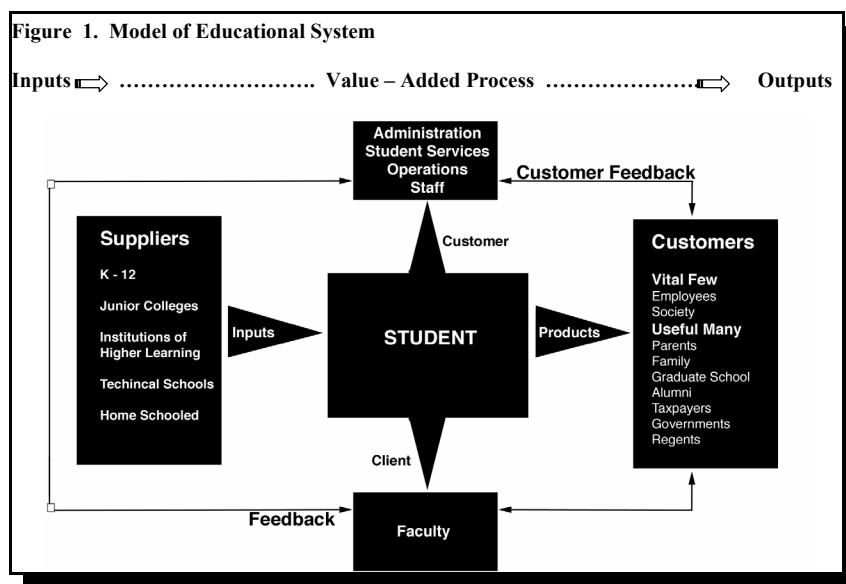 Figure 1. Model of Educational System
Inputs ............................ Value – Added Process ...................... Outputs
Administration
Student Services
Operations
Staff
Customer Feedback
Customer
Suppliers
K - 12
Junior Colleges
Institutions of
Higher Learning
Techincal Schools
Home Schooled
Inputs
STUDENT
Products
Customers
Vital Few
Employees
Society
Useful Many
Parents
Family
Graduate School
Alumni
Taxpayers
Governments
Regents
Client
Feedback
Faculty